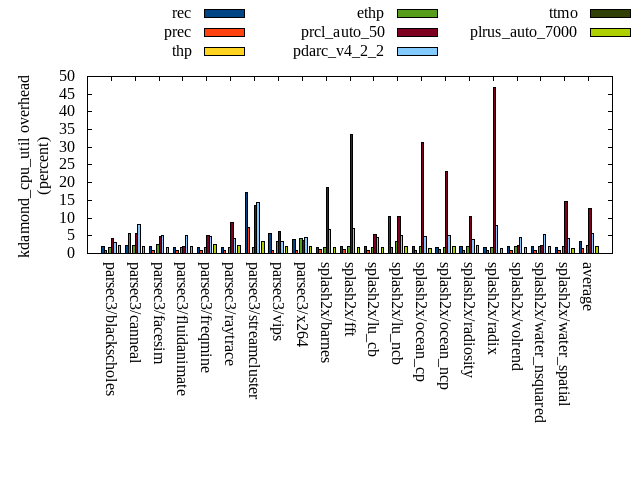 rec ethp ttmo
prec prcl_auto_50 plrus_auto_7000
thp pdarc_v4_2_2
kdamond_cpu_util overhead
(percent)
50
45
40
35
30
25
20
15
10
5
0
parsec3/blackscholes
parsec3/canneal
parsec3/facesim
parsec3/fluidanimate
parsec3/freqmine
parsec3/raytrace
parsec3/streamcluster
parsec3/vips
parsec3/x264
splash2x/barnes
splash2x/fft
splash2x/lu_cb
splash2x/lu_ncb
splash2x/ocean_cp
splash2x/ocean_ncp
splash2x/radiosity
splash2x/radix
splash2x/volrend
splash2x/water_nsquared
splash2x/water_spatial
average